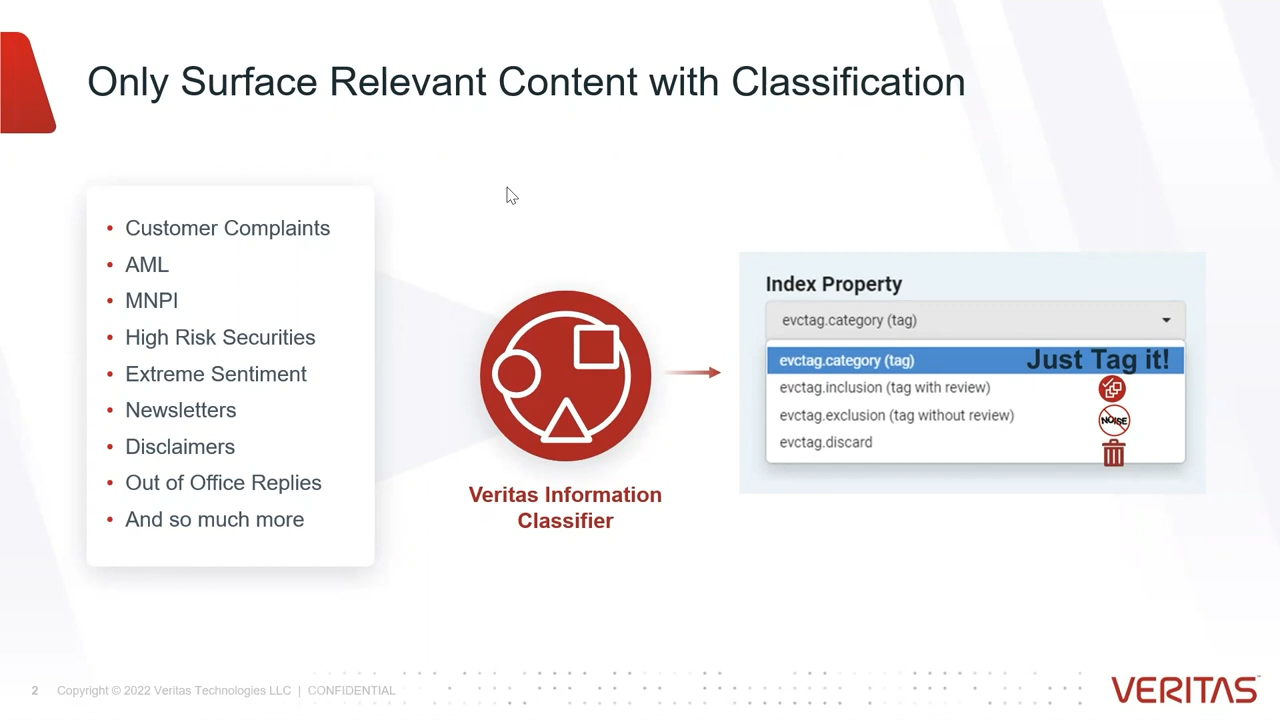 Only Surface Relevant Content with Classification
• Customer Complaints
• AML
• MNPI
• High Risk Securities
• Extreme Sentiment
• Newsletters
• Disclaimers
• Out of Office Replies
• And so much more
Veritas Information
Classifier
Index Property
evctag.category (tag)
evctag.category (tag) Just Tag it!
evctag.inclusion (tag with review)
evctag.exclusion (tag without review) NOISE
evctag.discard
2 Copyright © 2022 Veritas Technologies LLC | CONFIDENTIAL
VERITAS™